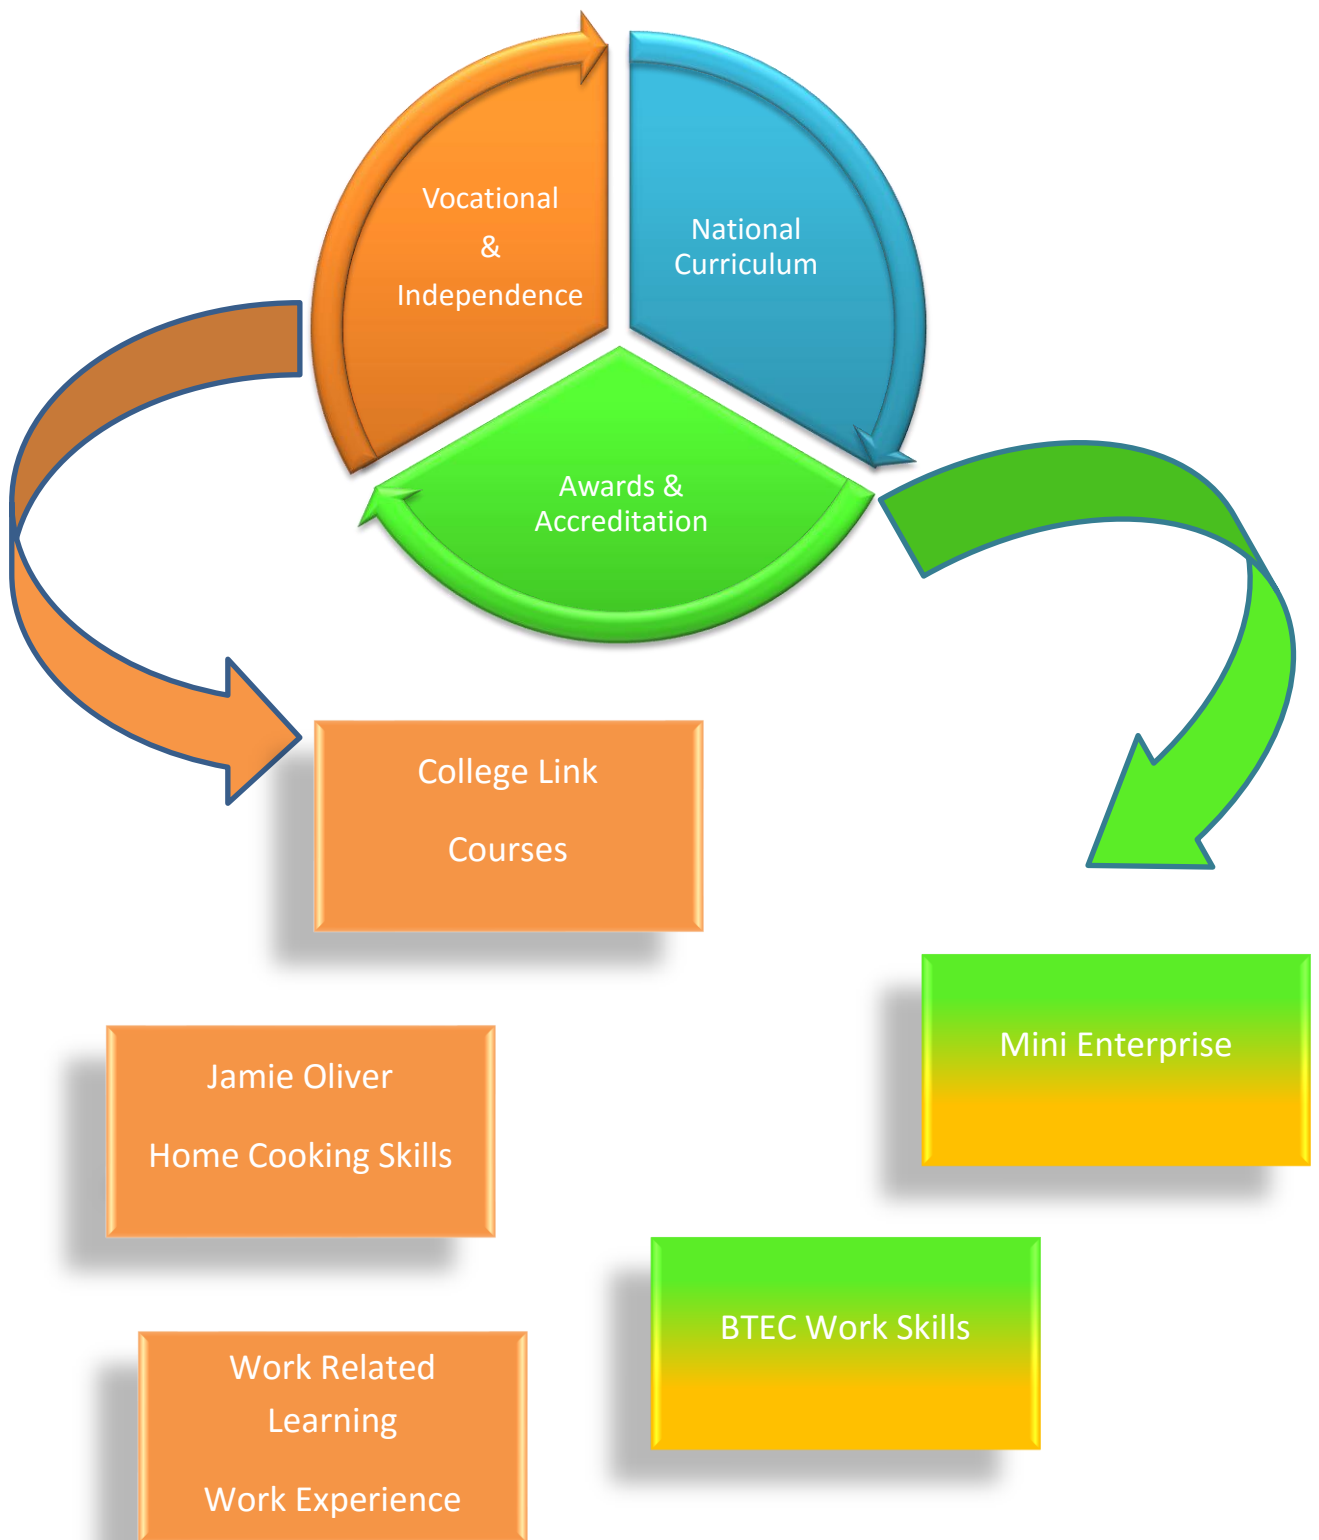 Vocational
&
Independence
National
Curriculum
Awards &
Accreditation
College Link
Courses
Mini Enterprise
Jamie Oliver
Home Cooking Skills
BTEC Work Skills
Work Related
Learning
Work Experience